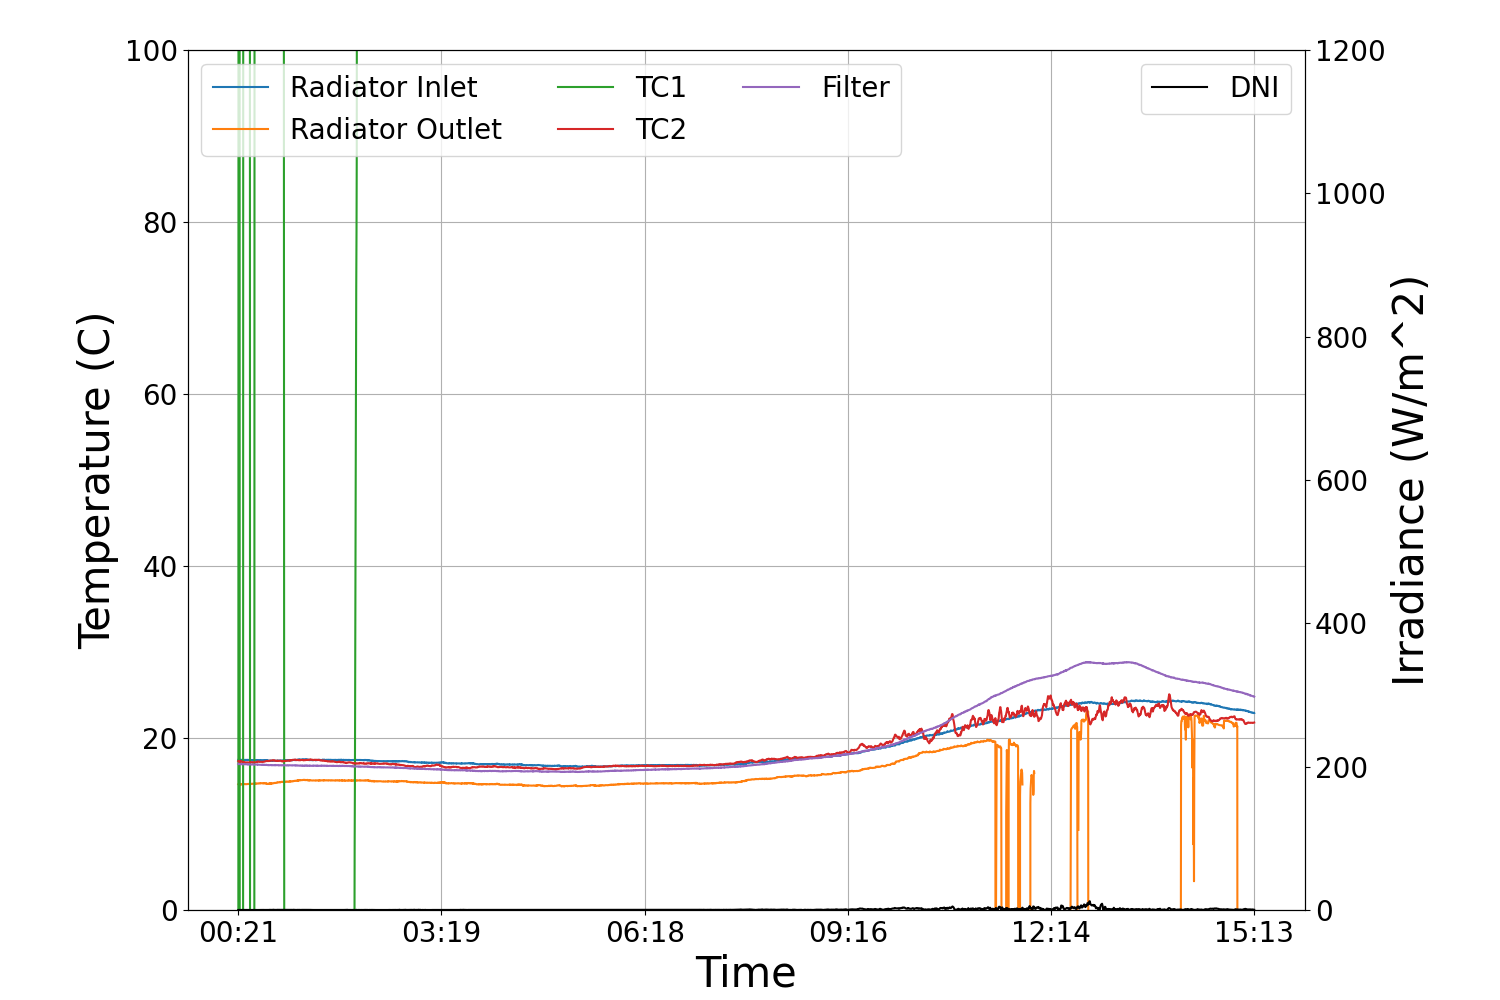 100
80
60
40
20
0
Temperature (C)
Radiator Inlet
Radiator Outlet
TC1
TC2
Filter
DNI
1200
1000
800
600
400
200
0
Irradiance (W/m^2)
00:21 03:19 06:18 09:16 12:14 15:13
Time